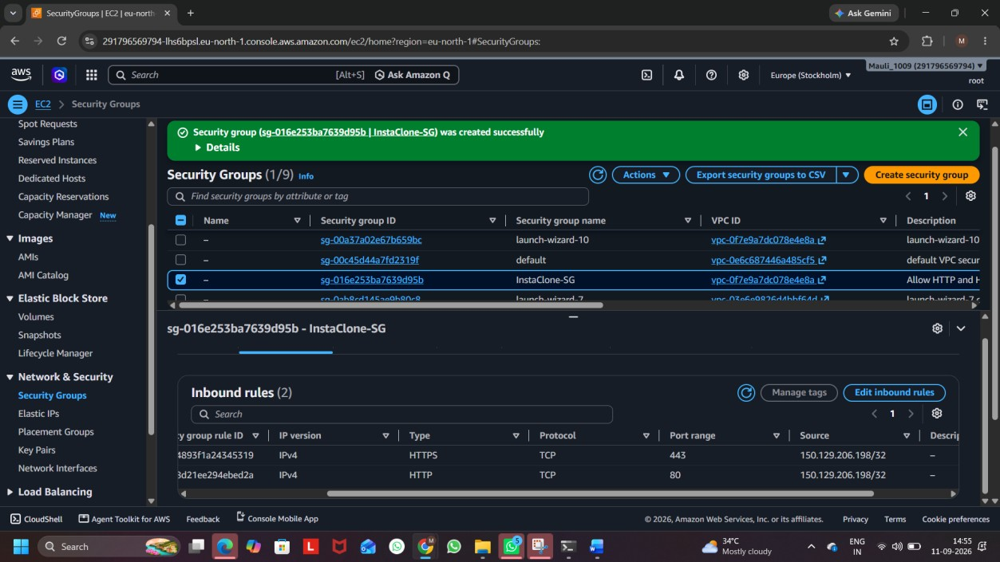 SecurityGroups | EC2 | eu-north
Ask Gemini
291796569794-lhs6bpsl.eu-north-1.console.aws.amazon.com/ec2/home?region=eu-north-1#SecurityGroups:
M
aws
Search [Alt+S] Ask Amazon Q
Europe (Stockholm)
Mauli_1009 (291796569794)
root
EC2 > Security Groups
Spot Requests
Savings Plans
Reserved Instances
Dedicated Hosts
Capacity Reservations
Capacity Manager New
Images
AMIs
AMI Catalog
Elastic Block Store
Volumes
Snapshots
Lifecycle Manager
Network & Security
Security Groups
Elastic IPs
Placement Groups
Key Pairs
Network Interfaces
Load Balancing
Security group (sg-016e253ba7639d95b | InstaClone-SG) was created successfully
Details
Security Groups (1/9) Info
Actions Export security groups to CSV Create security group
Find security groups by attribute or tag
1
Name Security group ID Security group name VPC ID Description
– sg-00a37a02e67b659bc launch-wizard-10 vpc-0f7e9a7dc078e4e8a launch-wizard-10
– sg-00c45d44a7fd2319f default vpc-0e6c687446a485cf5 default VPC secur
– sg-016e253ba7639d95b InstaClone-SG vpc-0f7e9a7dc078e4e8a Allow HTTP and H
– sg-0ab8cd145ae9b80c8 launch-wizard-7
sg-016e253ba7639d95b - InstaClone-SG
Inbound rules (2)
Manage tags Edit inbound rules
Search
1
y group rule ID IP version Type Protocol Port range Source Descrip
4893f1a24345319 IPv4 HTTPS TCP 443 150.129.206.198/32 –
3d21ee294ebed2a IPv4 HTTP TCP 80 150.129.206.198/32 –
CloudShell Agent Toolkit for AWS Feedback Console Mobile App
© 2026, Amazon Web Services, Inc. or its affiliates. Privacy Terms Cookie preferences
Search
34°C
Mostly cloudy
ENG
IN
14:55
11-09-2026